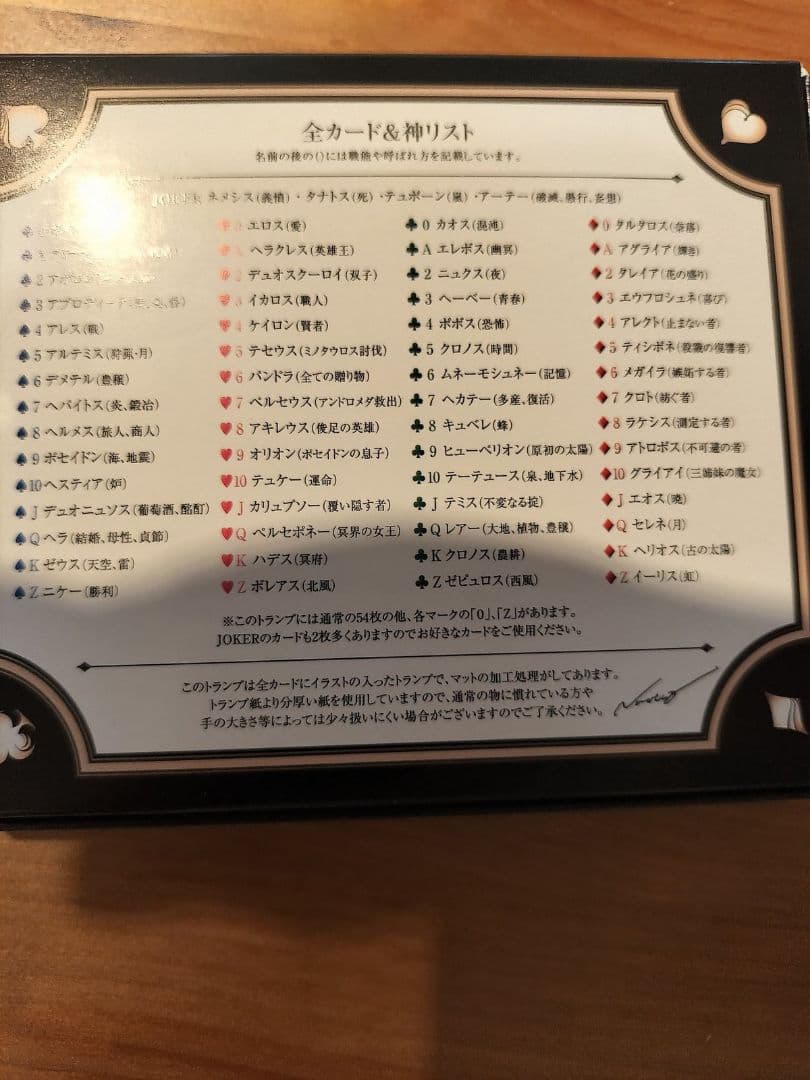 全カード&神リスト
名前の後の()には職能や呼ばれ方を記載しています。
JOKER ネメシス(義憤)・タナトス(死)・テュポーン(嵐)・アーテー(破滅、愚行、妄想)
3 アプロディーテ
4 アレス(戦)
5 アルテミス(狩猟・月)
6 デメテル(豊穣)
7 ヘパイトス(炎、鍛冶)
8 ヘルメス(旅人、商人)
9 ポセイドン(海、地震)
10 ヘスティア(炉)
J デュオニュソス(葡萄酒、酩酊)
Q ヘラ(結婚、母性、貞節)
K ゼウス(天空、雷)
Z ニケー(勝利)
0 エロス(愛)
A ヘラクレス(英雄王)
2 デュオスクーロイ(双子)
3 イカロス(職人)
4 ケイロン(賢者)
5 テセウス(ミノタウロス討伐)
6 パンドラ(全ての贈り物)
7 ペルセウス(アンドロメダ救出)
8 アキレウス(俊足の英雄)
9 オリオン(ポセイドンの息子)
10 テュケー(運命)
J カリュプソー(覆い隠す者)
Q ペルセポネー(冥界の女王)
K ハデス(冥府)
Z ボレアス(北風)
0 カオス(混沌)
A エレボス(幽冥)
2 ニュクス(夜)
3 ヘーベー(青春)
4 ポボス(恐怖)
5 クロノス(時間)
6 ムネーモシュネー(記憶)
7 ヘカテー(多産、復活)
8 キュベレ(蜂)
9 ヒューペリオン(原初の太陽)
10 テーテュース(泉、地下水)
J テミス(不変なる掟)
Q レアー(大地、植物、豊穣)
K クロノス(農耕)
Z ゼピュロス(西風)
0 タルタロス(奈落)
A アグライア(輝き)
2 タレイア(花の盛り)
3 エウフロシュネ(喜び)
4 アレクト(止まない者)
5 ティシポネ(殺戮の復讐者)
6 メガイラ(嫉妬する者)
7 クロト(紡ぐ者)
8 ラケシス(測定する者)
9 アトロポス(不可避の者)
10 グライアイ(三姉妹の魔女)
J エオス(暁)
Q セレネ(月)
K ヘリオス(古の太陽)
Z イーリス(虹)
※このトランプには通常の54枚の他、各マークの「0」、「Z」があります。
JOKERのカードも2枚多くありますのでお好きなカードをご使用ください。
このトランプは全カードにイラストの入ったトランプで、マットの加工処理がしてあります。
トランプ紙より分厚い紙を使用していますので、通常の物に慣れている方や
手の大きさ等によっては少々扱いにくい場合がございますのでご了承ください。